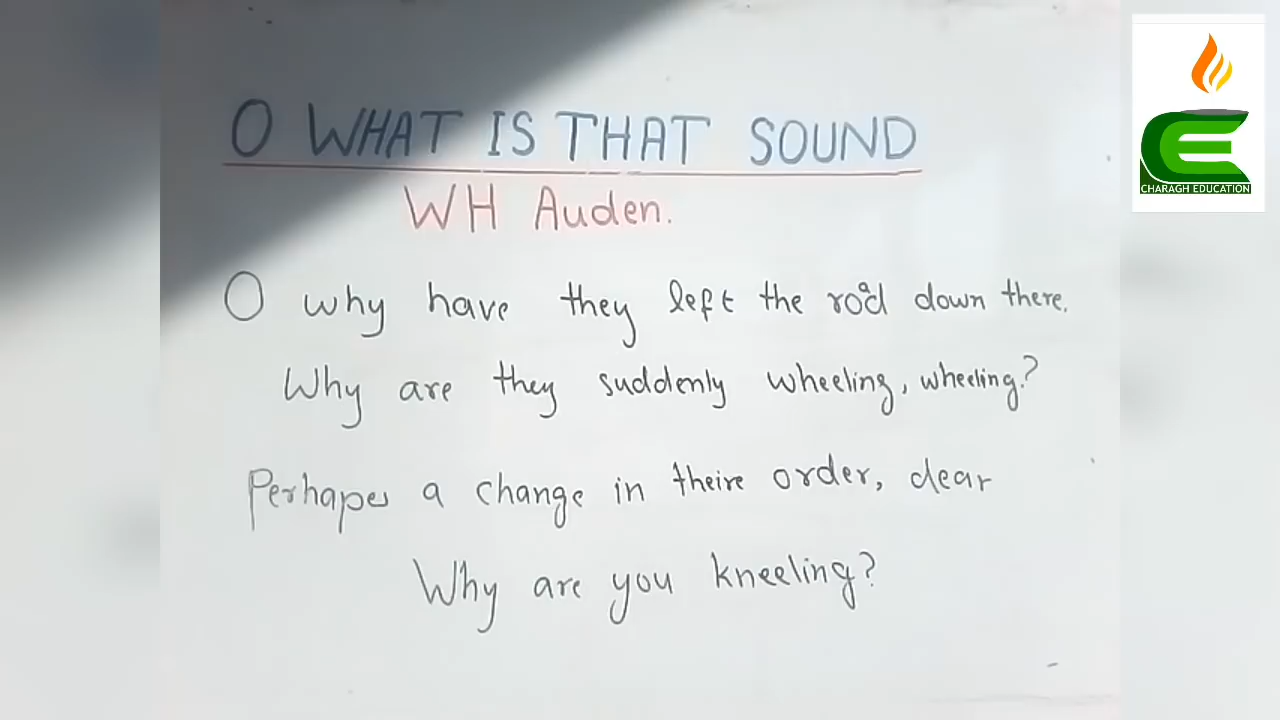 O WHAT IS THAT SOUND
WH Auden.
O why have they left the road down there.
Why are they suddenly wheeling, wheeling?
Perhapes a change in theire order, dear
Why are you kneeling?
CHARAGH EDUCATION